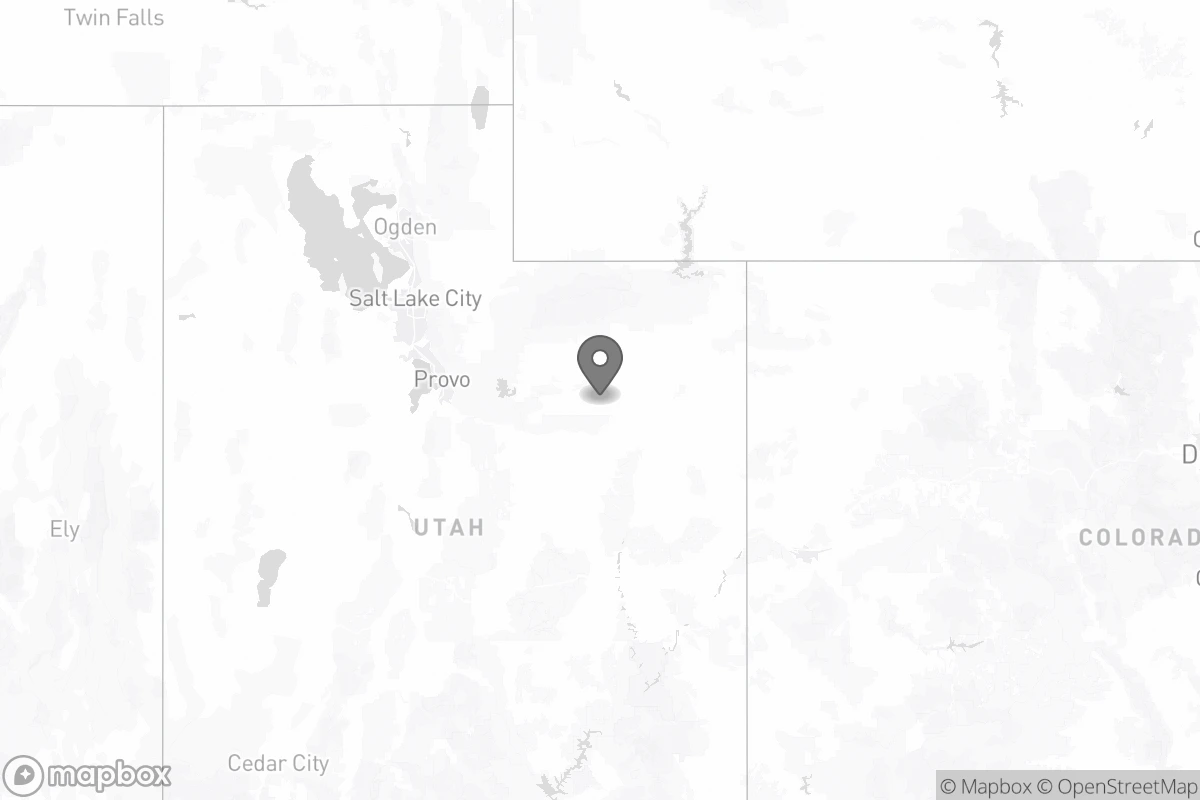 Twin Falls
Ogden
Salt Lake City
Provo
D
Ely
UTAH
COLORAD
Cedar City
mapbox
© Mapbox © OpenStreetMap